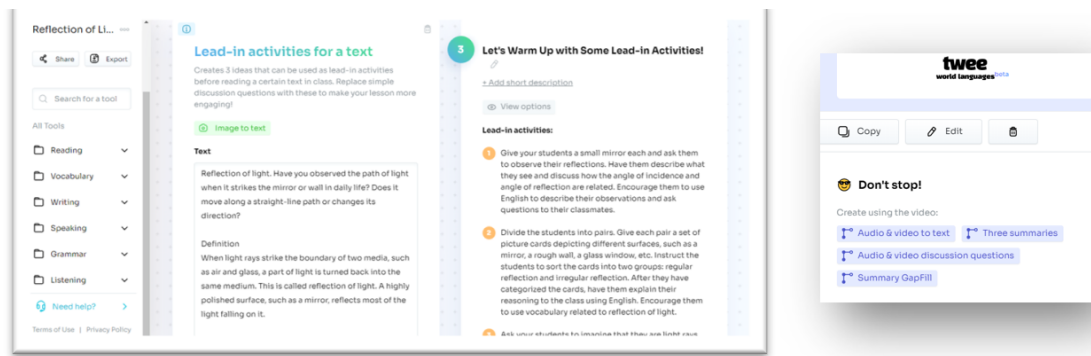 Reflection of Li...
Share
Export
Search for a tool
All Tools
Reading
Vocabulary
Writing
Speaking
Grammar
Listening
Need help?
Terms of Use | Privacy Policy
Lead-in activities for a text
Creates 3 ideas that can be used as lead-in activities
before reading a certain text in class. Replace simple
discussion questions with these to make your lesson more
engaging!
Image to text
Text
Reflection of light. Have you observed the path of light
when it strikes the mirror or wall in daily life? Does it
move along a straight-line path or changes its
direction?
Definition
When light rays strike the boundary of two media, such
as air and glass, a part of light is turned back into the
same medium. This is called reflection of light. A highly
polished surface, such as a mirror, reflects most of the
light falling on it.
3
Let's Warm Up with Some Lead-in Activities!
+ Add short description
View options
Lead-in activities:
1 Give your students a small mirror each and ask them
to observe their reflections. Have them describe what
they see and discuss how the angle of incidence and
angle of reflection are related. Encourage them to use
English to describe their observations and ask
questions to their classmates.
2 Divide the students into pairs. Give each pair a set of
picture cards depicting different surfaces, such as a
mirror, a rough wall, a glass window, etc. Instruct the
students to sort the cards into two groups: regular
reflection and irregular reflection. After they have
categorized the cards, have them explain their
reasoning to the class using English. Encourage them
to use vocabulary related to reflection of light.
3 Ask your students to imagine that they are light rays
twee
world languages beta
Copy
Edit
Don't stop!
Create using the video:
Audio & video to text
Three summaries
Audio & video discussion questions
Summary GapFill